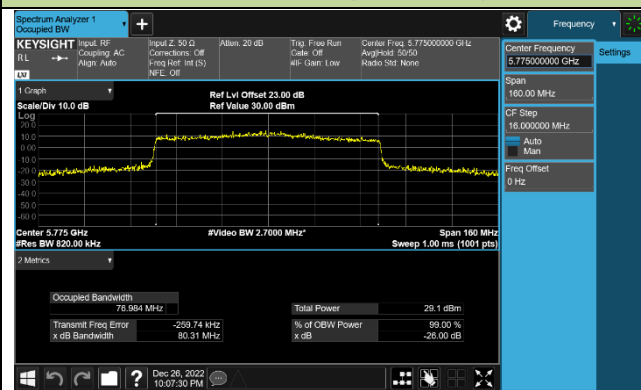 Spectrum Analyzer 1
Occupied BW
Frequency
KEYSIGHT
RL
LXI
Input: RF
Coupling: AC
Align: Auto
Input Z: 50 Ω
Corrections: Off
Freq Ref: Int (S)
NFE: Off
Atten: 20 dB
Trig: Free Run
Gate: Off
#IF Gain: Low
Center Freq: 5.775000000 GHz
Avg|Hold: 50/50
Radio Std: None
Center Frequency
5.775000000 GHz
Settings
Span
160.00 MHz
CF Step
16.000000 MHz
Auto
Man
Freq Offset
0 Hz
1 Graph
Scale/Div 10.0 dB
Ref Lvl Offset 23.00 dB
Ref Value 30.00 dBm
Log
20.0
10.0
0.00
-10.0
-20.0
-30.0
-40.0
-50.0
-60.0
Center 5.775 GHz
#Res BW 820.00 kHz
#Video BW 2.7000 MHz*
Span 160 MHz
Sweep 1.00 ms (1001 pts)
2 Metrics
Occupied Bandwidth
76.984 MHz
Total Power 29.1 dBm
Transmit Freq Error -259.74 kHz
% of OBW Power 99.00 %
x dB Bandwidth 80.31 MHz
x dB -26.00 dB
?
Dec 26, 2022
10:07:30 PM